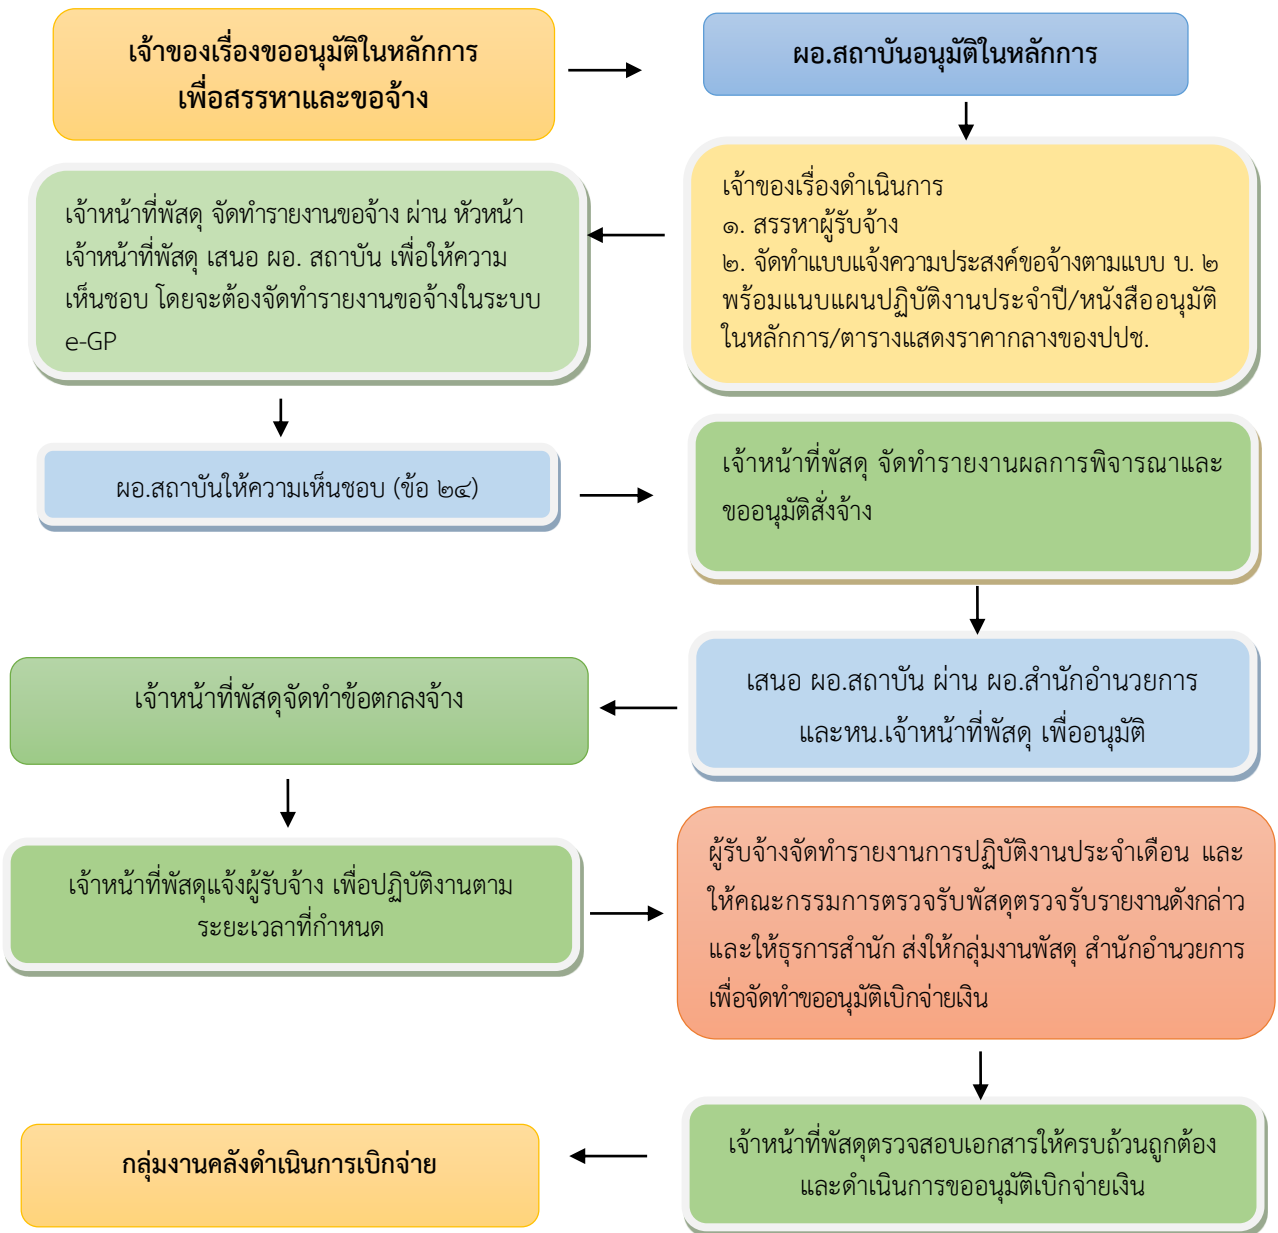 เจ้าของเรื่องขออนุมัติในหลักการ
เพื่อสรรหาและขอจ้าง
ผอ.สถาบันอนุมัติในหลักการ
เจ้าของเรื่องดำเนินการ
๑. สรรหาผู้รับจ้าง
๒. จัดทำแบบแจ้งความประสงค์ขอจ้างตามแบบ บ. ๒
พร้อมแนบแผนปฏิบัติงานประจำปี/หนังสืออนุมัติ
ในหลักการ/ตารางแสดงราคากลางของปปช.
เจ้าหน้าที่พัสดุ จัดทำรายงานขอจ้าง ผ่าน หัวหน้า
เจ้าหน้าที่พัสดุ เสนอ ผอ. สถาบัน เพื่อให้ความ
เห็นชอบ โดยจะต้องจัดทำรายงานขอจ้างในระบบ
e-GP
ผอ.สถาบันให้ความเห็นชอบ (ข้อ ๒๔)
เจ้าหน้าที่พัสดุ จัดทำรายงานผลการพิจารณาและ
ขออนุมัติสั่งจ้าง
เสนอ ผอ.สถาบัน ผ่าน ผอ.สำนักอำนวยการ
และหน.เจ้าหน้าที่พัสดุ เพื่ออนุมัติ
เจ้าหน้าที่พัสดุจัดทำข้อตกลงจ้าง
เจ้าหน้าที่พัสดุแจ้งผู้รับจ้าง เพื่อปฏิบัติงานตาม
ระยะเวลาที่กำหนด
ผู้รับจ้างจัดทำรายงานการปฏิบัติงานประจำเดือน และ
ให้คณะกรรมการตรวจรับพัสดุตรวจรับรายงานดังกล่าว
และให้ธุรการสำนัก ส่งให้กลุ่มงานพัสดุ สำนักอำนวยการ
เพื่อจัดทำขออนุมัติเบิกจ่ายเงิน
เจ้าหน้าที่พัสดุตรวจสอบเอกสารให้ครบถ้วนถูกต้อง
และดำเนินการขออนุมัติเบิกจ่ายเงิน
กลุ่มงานคลังดำเนินการเบิกจ่าย